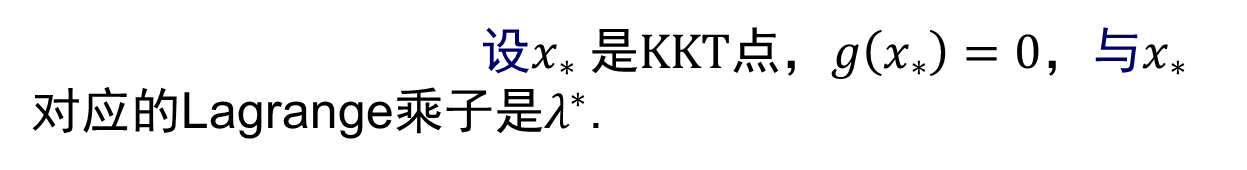 设𝑥∗ 是KKT点，𝑔(𝑥∗) = 0，与𝑥∗
对应的Lagrange乘子是𝜆*.